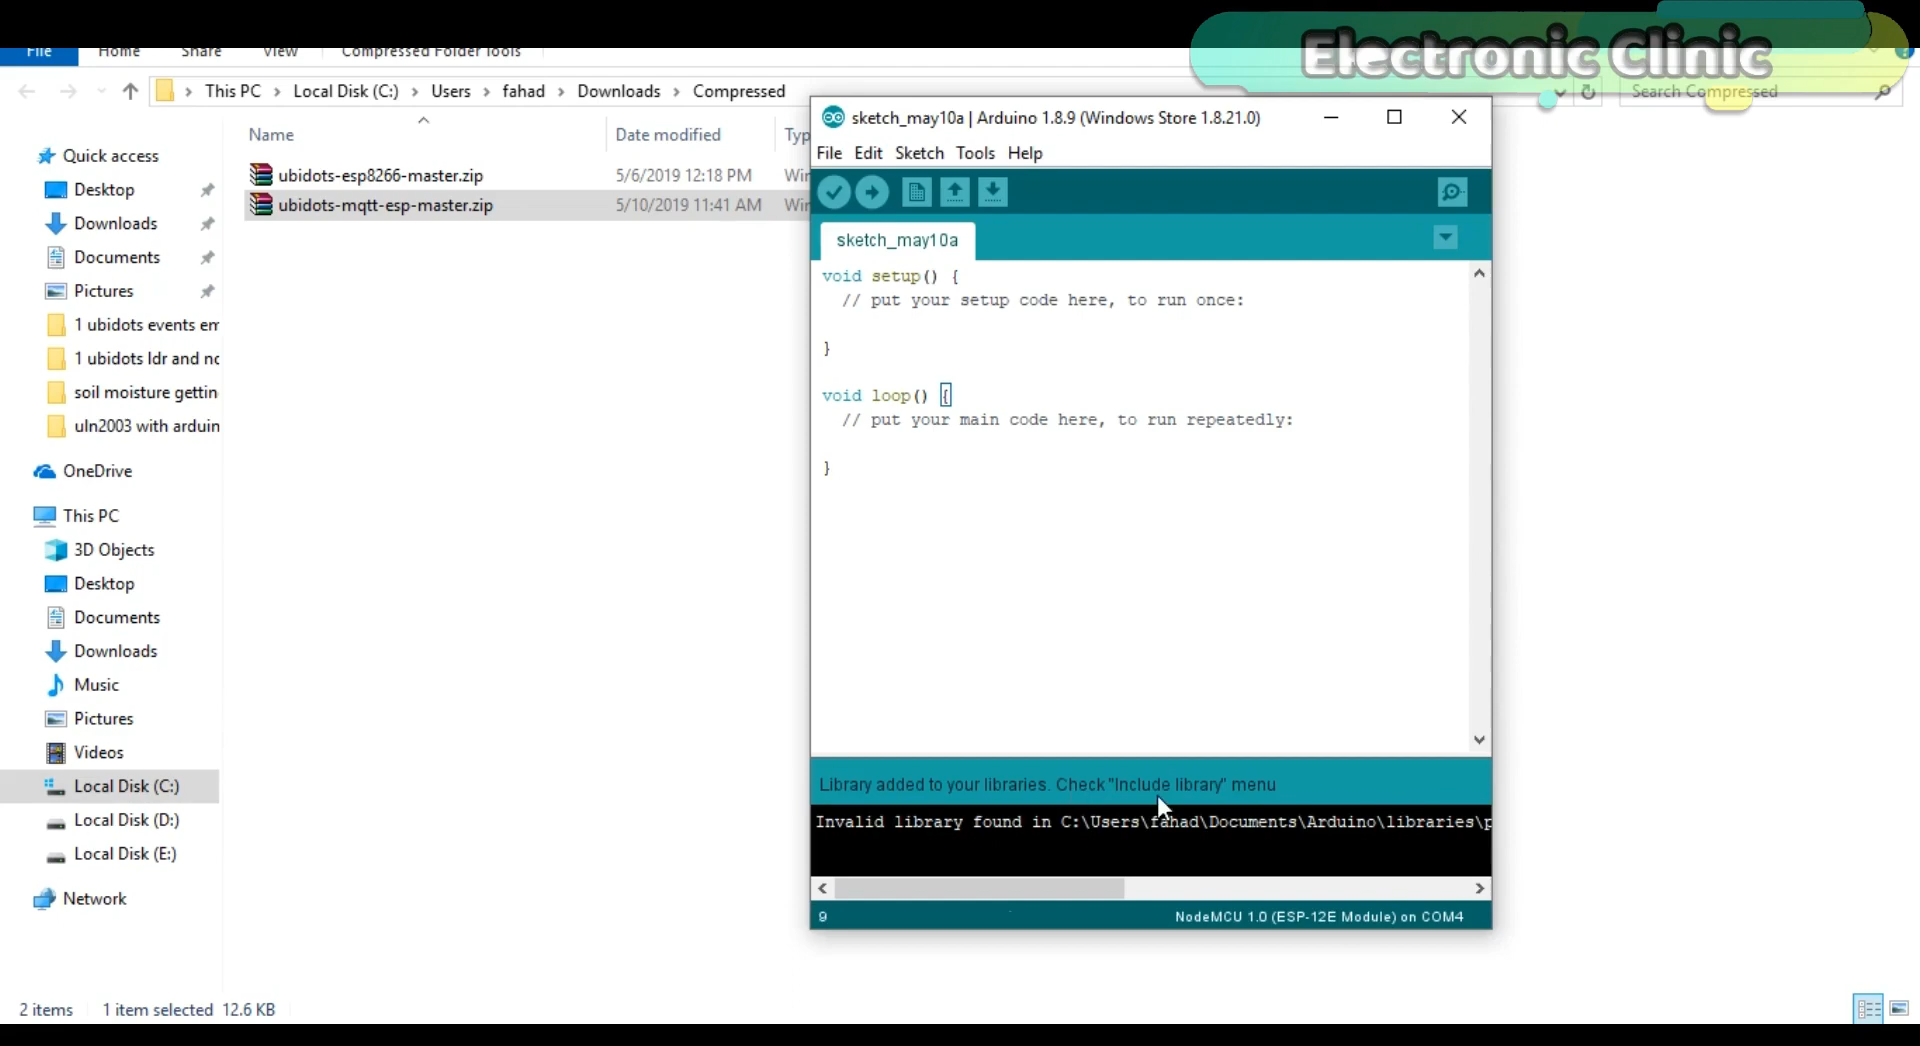 Electronic Clinic
File Home Share View Compressed Folder Tools
This PC Local Disk (C:) Users fahad Downloads Compressed
Search Compressed
Name Date modified
ubidots-esp8266-master.zip 5/6/2019 12:18 PM
ubidots-mqtt-esp-master.zip 5/10/2019 11:41 AM
Quick access
Desktop
Downloads
Documents
Pictures
1 ubidots events em
1 ubidots ldr and no
soil moisture gettin
uln2003 with arduin
OneDrive
This PC
3D Objects
Desktop
Documents
Downloads
Music
Pictures
Videos
Local Disk (C:)
Local Disk (D:)
Local Disk (E:)
Network
2 items 1 item selected 12.6 KB
sketch_may10a | Arduino 1.8.9 (Windows Store 1.8.21.0)
File Edit Sketch Tools Help
sketch_may10a
void setup() {
// put your setup code here, to run once:
}
void loop() {
// put your main code here, to run repeatedly:
}
Library added to your libraries. Check "Include library" menu
Invalid library found in C:\Users\fahad\Documents\Arduino\libraries\p
9 NodeMCU 1.0 (ESP-12E Module) on COM4